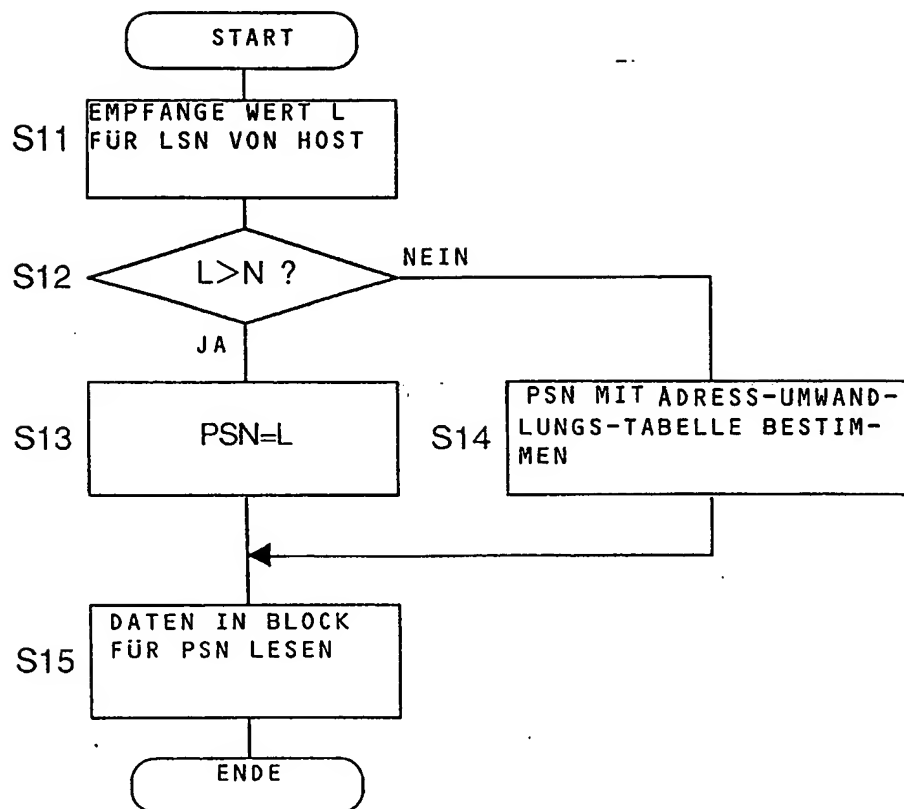 START
S11
EMPFANGE WERT L
FÜR LSN VON HOST
S12
L>N ?
NEIN
JA
S13
PSN=L
S14
PSN MIT ADRESS-UMWAND-
LUNGS-TABELLE BESTIM-
MEN
S15
DATEN IN BLOCK
FÜR PSN LESEN
ENDE